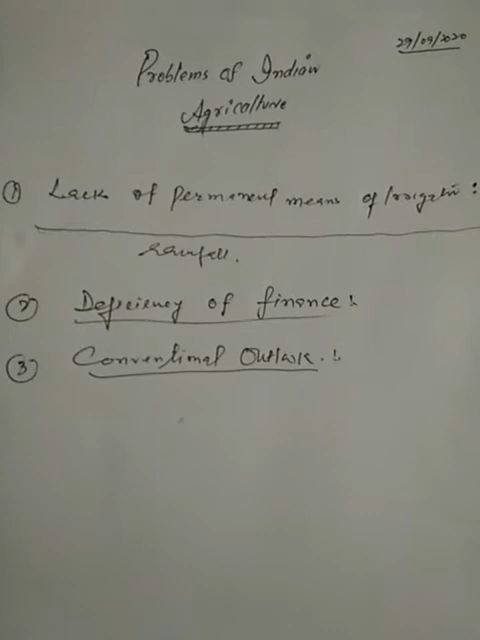 29/09/2020
Problems of Indian
Agriculture
① Lack of permanent means of Irrigation :
rainfall.
② Deficiency of finance :
③ Conventional Outlook :